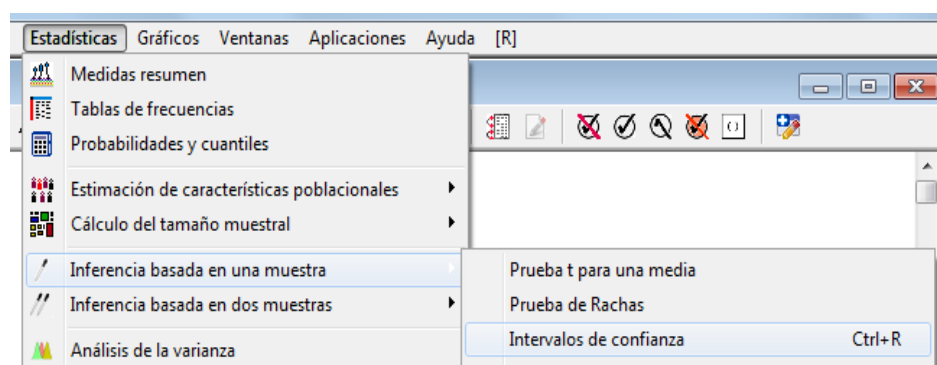 Estadísticas Gráficos Ventanas Aplicaciones Ayuda [R]
Medidas resumen
Tablas de frecuencias
Probabilidades y cuantiles
Estimación de características poblacionales
Cálculo del tamaño muestral
Inferencia basada en una muestra
Inferencia basada en dos muestras
Análisis de la varianza
Prueba t para una media
Prueba de Rachas
Intervalos de confianza Ctrl+R